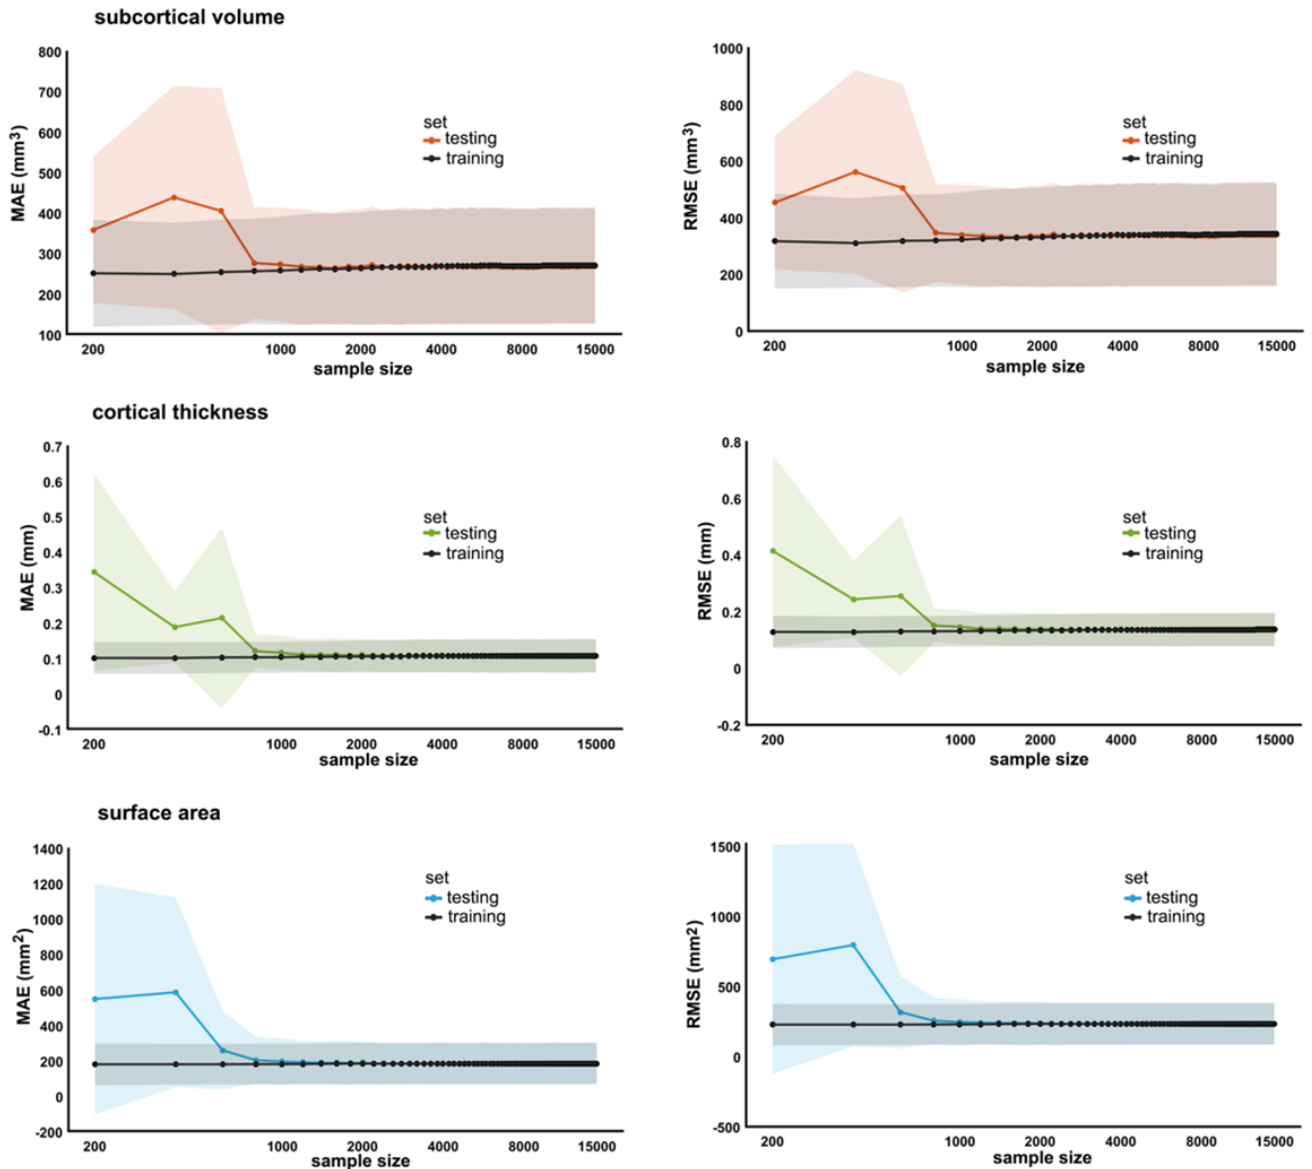 subcortical volume
800
700
600
500
400
300
200
100
MAE (mm3)
set
testing
training
200 1000 2000 4000 8000 15000
sample size
1000
800
600
400
200
0
RMSE (mm3)
set
testing
training
200 1000 2000 4000 8000 15000
sample size
cortical thickness
0.7
0.6
0.5
0.4
0.3
0.2
0.1
0
-0.1
MAE (mm)
set
testing
training
200 1000 2000 4000 8000 15000
sample size
0.8
0.6
0.4
0.2
0
-0.2
RMSE (mm)
set
testing
training
200 1000 2000 4000 8000 15000
sample size
surface area
1400
1200
1000
800
600
400
200
0
-200
MAE (mm2)
set
testing
training
200 1000 2000 4000 8000 15000
sample size
1500
1000
500
0
-500
RMSE (mm2)
set
testing
training
200 1000 2000 4000 8000 15000
sample size